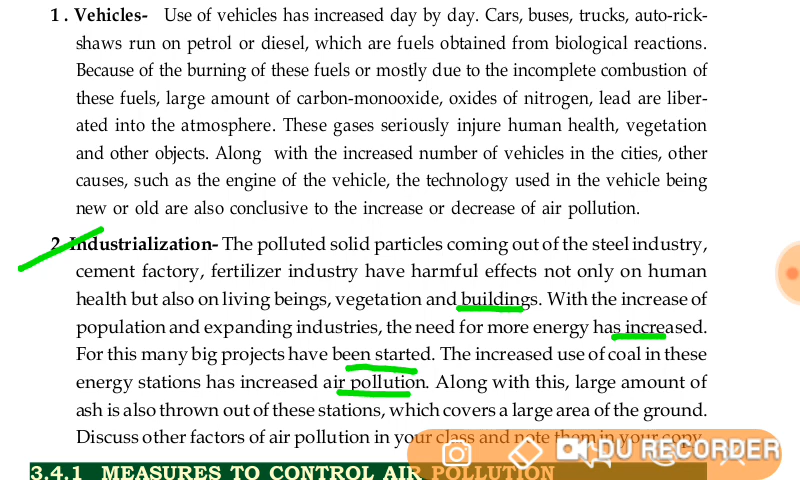 1 . Vehicles- Use of vehicles has increased day by day. Cars, buses, trucks, auto-rick-
shaws run on petrol or diesel, which are fuels obtained from biological reactions.
Because of the burning of these fuels or mostly due to the incomplete combustion of
these fuels, large amount of carbon-monooxide, oxides of nitrogen, lead are liber-
ated into the atmosphere. These gases seriously injure human health, vegetation
and other objects. Along with the increased number of vehicles in the cities, other
causes, such as the engine of the vehicle, the technology used in the vehicle being
new or old are also conclusive to the increase or decrease of air pollution.
2. Industrialization- The polluted solid particles coming out of the steel industry,
cement factory, fertilizer industry have harmful effects not only on human
health but also on living beings, vegetation and buildings. With the increase of
population and expanding industries, the need for more energy has increased.
For this many big projects have been started. The increased use of coal in these
energy stations has increased air pollution. Along with this, large amount of
ash is also thrown out of these stations, which covers a large area of the ground.
Discuss other factors of air pollution in your class and note them in your copy.
DU RECORDER
3.4.1 MEASURES TO CONTROL AIR POLLUTION